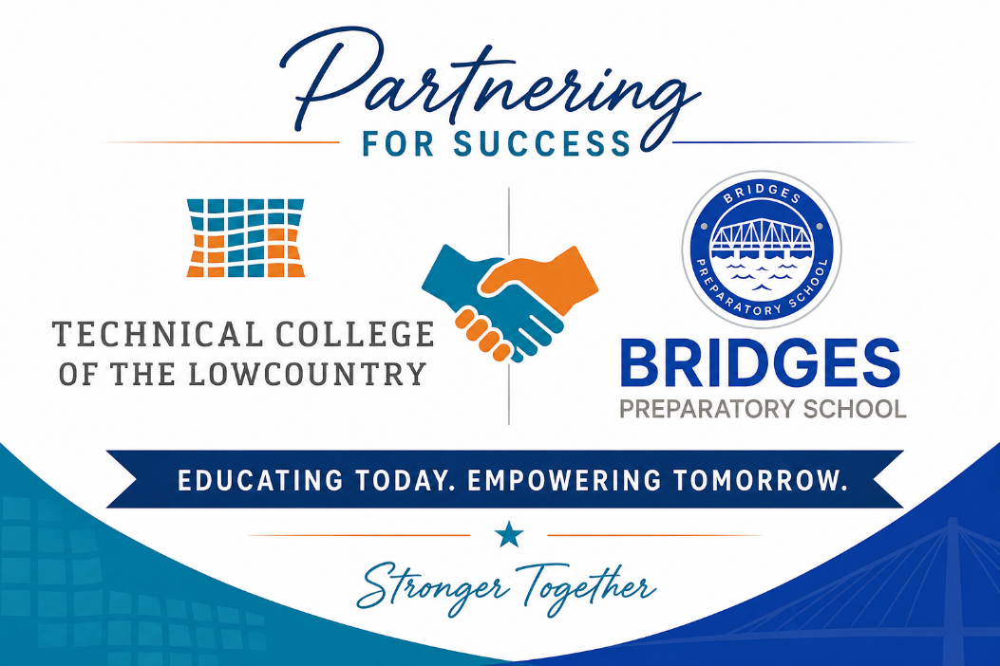 Partnering
FOR SUCCESS
TECHNICAL COLLEGE
OF THE LOWCOUNTRY
BRIDGES
PREPARATORY SCHOOL
BRIDGES
PREPARATORY SCHOOL
EDUCATING TODAY. EMPOWERING TOMORROW.
Stronger Together